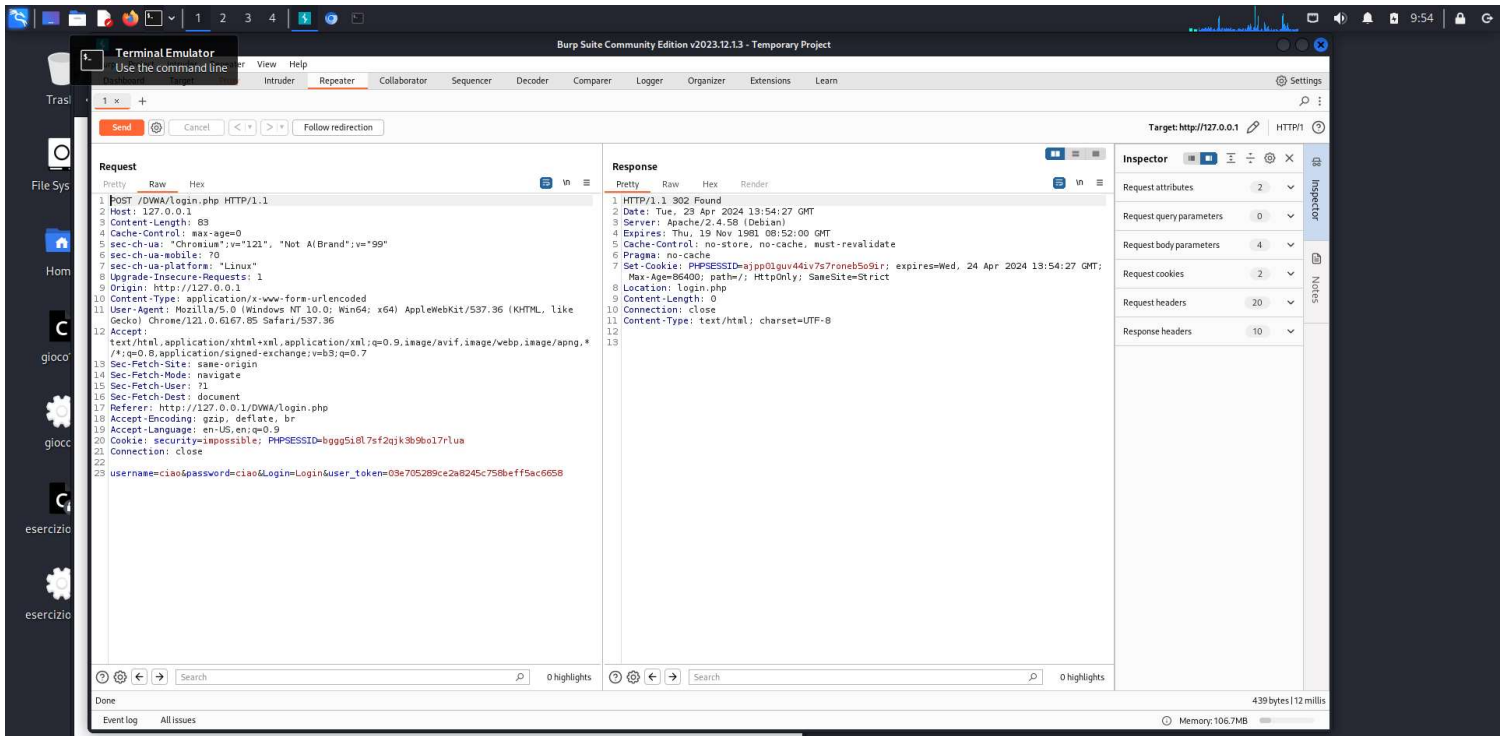 1 2 3 4
9:54
Terminal Emulator
Use the command line
Burp Suite Community Edition v2023.12.1.3 - Temporary Project
View Help
Intruder Repeater Collaborator Sequencer Decoder Comparer Logger Organizer Extensions Learn
Settings
1 × +
Send Cancel < > Follow redirection
Target: http://127.0.0.1 HTTP/1
Request
Pretty Raw Hex
\n
1 POST /DVWA/login.php HTTP/1.1
2 Host: 127.0.0.1
3 Content-Length: 83
4 Cache-Control: max-age=0
5 sec-ch-ua: "Chromium";v="121", "Not A(Brand";v="99"
6 sec-ch-ua-mobile: ?0
7 sec-ch-ua-platform: "Linux"
8 Upgrade-Insecure-Requests: 1
9 Origin: http://127.0.0.1
10 Content-Type: application/x-www-form-urlencoded
11 User-Agent: Mozilla/5.0 (Windows NT 10.0; Win64; x64) AppleWebKit/537.36 (KHTML, like
Gecko) Chrome/121.0.6167.85 Safari/537.36
12 Accept:
text/html,application/xhtml+xml,application/xml;q=0.9,image/avif,image/webp,image/apng,*
/*;q=0.8,application/signed-exchange;v=b3;q=0.7
13 Sec-Fetch-Site: same-origin
14 Sec-Fetch-Mode: navigate
15 Sec-Fetch-User: ?1
16 Sec-Fetch-Dest: document
17 Referer: http://127.0.0.1/DVWA/login.php
18 Accept-Encoding: gzip, deflate, br
19 Accept-Language: en-US,en;q=0.9
20 Cookie: security=impossible; PHPSESSID=bggg5i8l7sf2qjk3b9bo17rlua
21 Connection: close
22
23 username=ciao&password=ciao&Login=Login&user_token=03e705289ce2a8245c758beff5ac6658
Response
Pretty Raw Hex Render
\n
1 HTTP/1.1 302 Found
2 Date: Tue, 23 Apr 2024 13:54:27 GMT
3 Server: Apache/2.4.58 (Debian)
4 Expires: Thu, 19 Nov 1981 08:52:00 GMT
5 Cache-Control: no-store, no-cache, must-revalidate
6 Pragma: no-cache
7 Set-Cookie: PHPSESSID=ajpp01guv44iv7s7roneb5o9ir; expires=Wed, 24 Apr 2024 13:54:27 GMT;
Max-Age=86400; path=/; HttpOnly; SameSite=Strict
8 Location: login.php
9 Content-Length: 0
10 Connection: close
11 Content-Type: text/html; charset=UTF-8
12
13
Inspector
Request attributes 2
Request query parameters 0
Request body parameters 4
Request cookies 2
Request headers 20
Response headers 10
Inspector
Notes
Search 0 highlights
Search 0 highlights
Done
439 bytes | 12 millis
Event log All issues
Memory: 106.7MB
Tras
File Sys
Hom
gioco
giocc
esercizio
esercizio